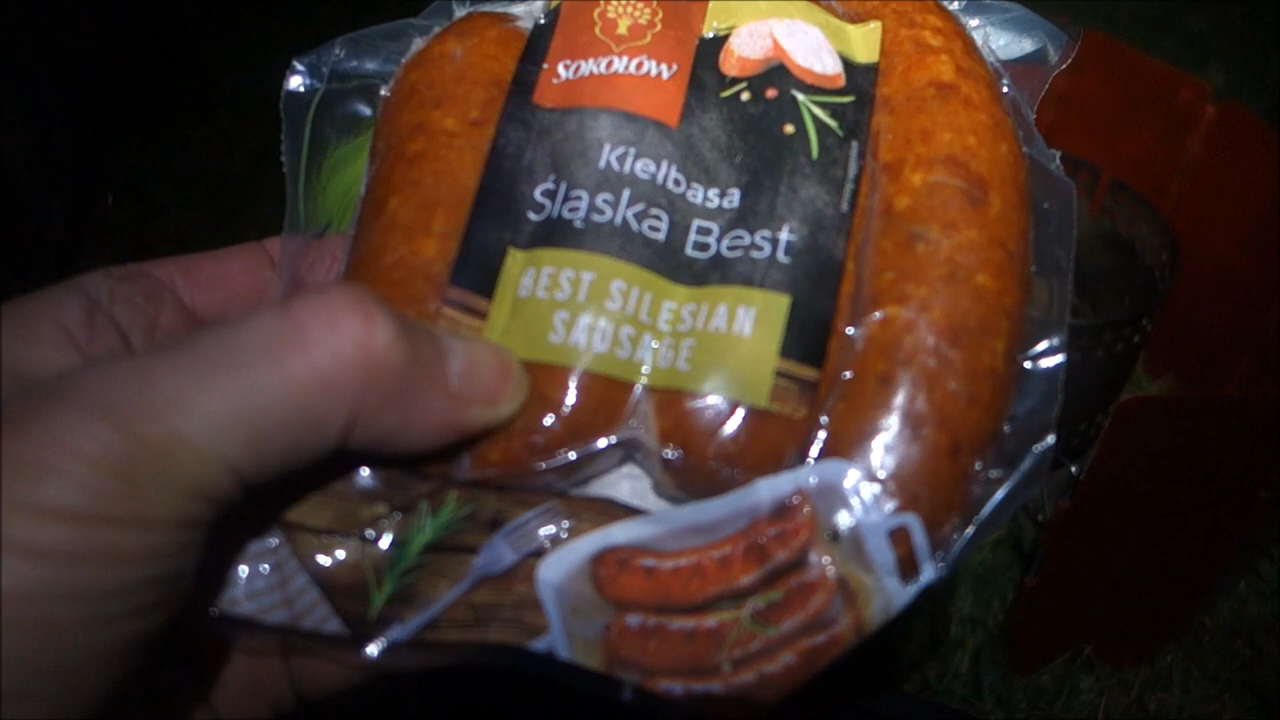 SOKOŁÓW
Kiełbasa
Śląska Best
BEST SILESIAN
SAUSAGE